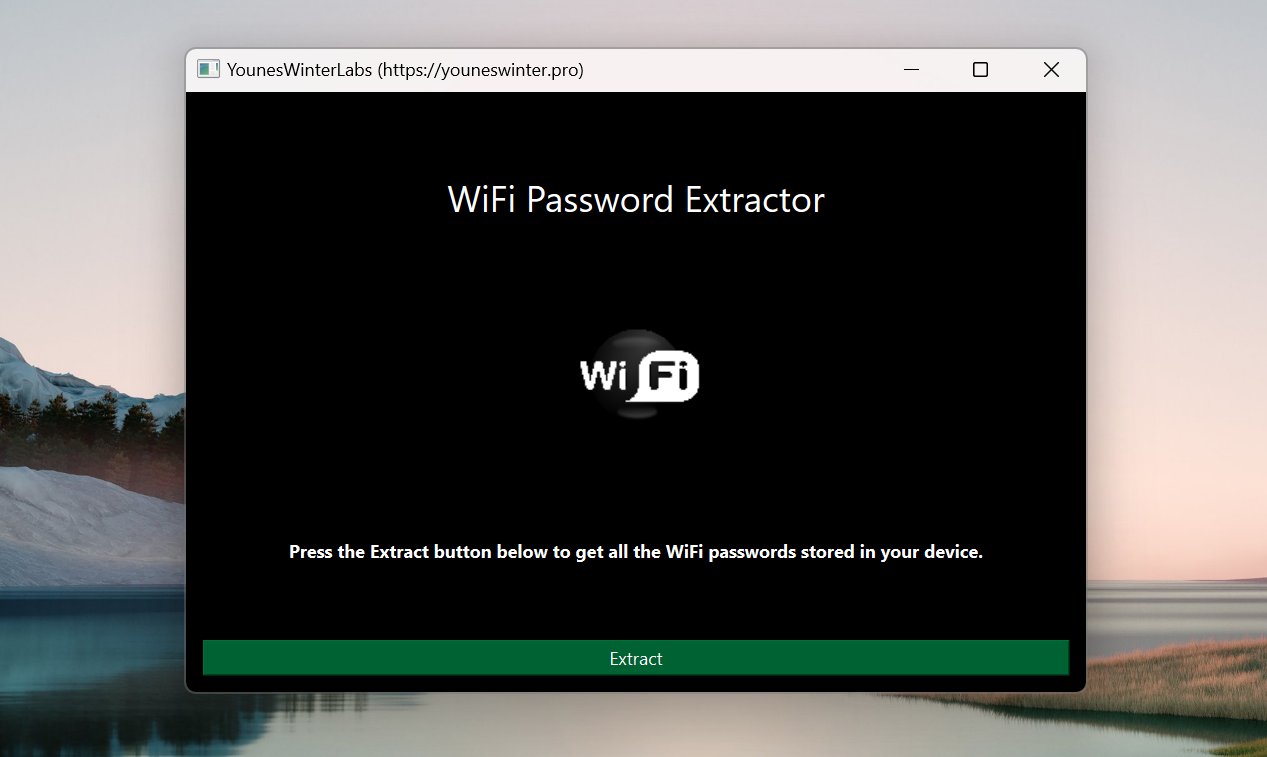 YounesWinterLabs (https://youneswinter.pro)
WiFi Password Extractor
Wi Fi
Press the Extract button below to get all the WiFi passwords stored in your device.
Extract